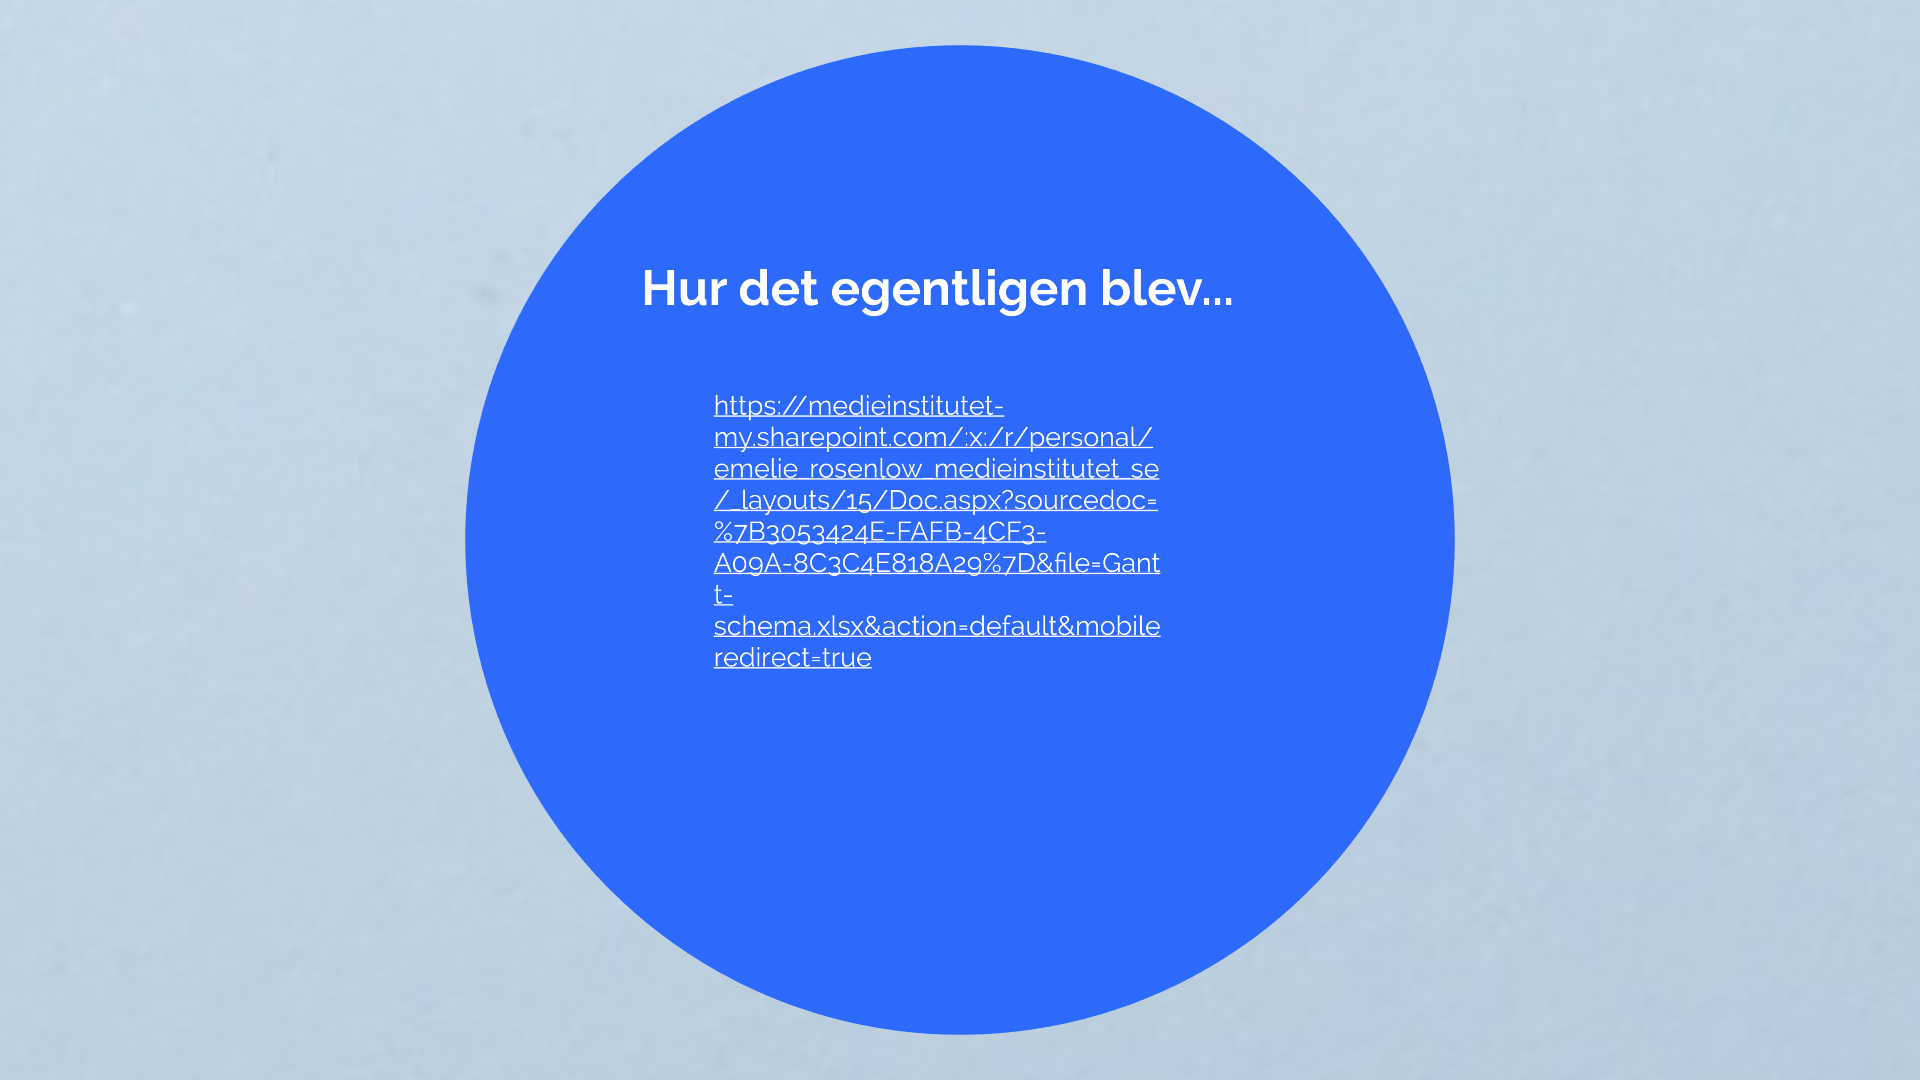 Hur det egentligen blev...
https://medieinstitutet-
my.sharepoint.com/:x:/r/personal/
emelie_rosenlow_medieinstitutet_se
/_layouts/15/Doc.aspx?sourcedoc=
%7B3053424E-FAFB-4CF3-
A09A-8C3C4E818A29%7D&file=Gant
t-
schema.xlsx&action=default&mobile
redirect=true